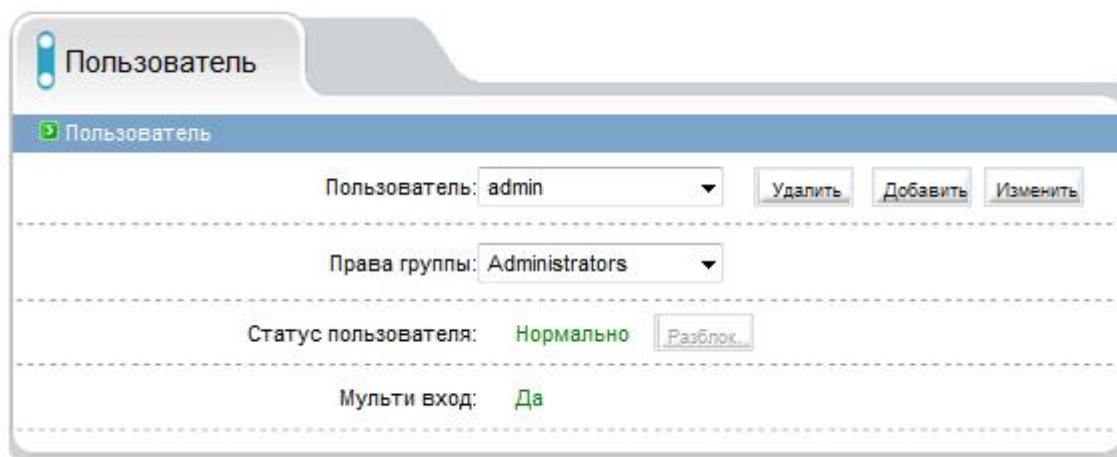 Пользователь
Пользователь
Пользователь: admin Удалить Добавить Изменить
Права группы: Administrators
Статус пользователя: Нормально Разблок.
Мульти вход: Да